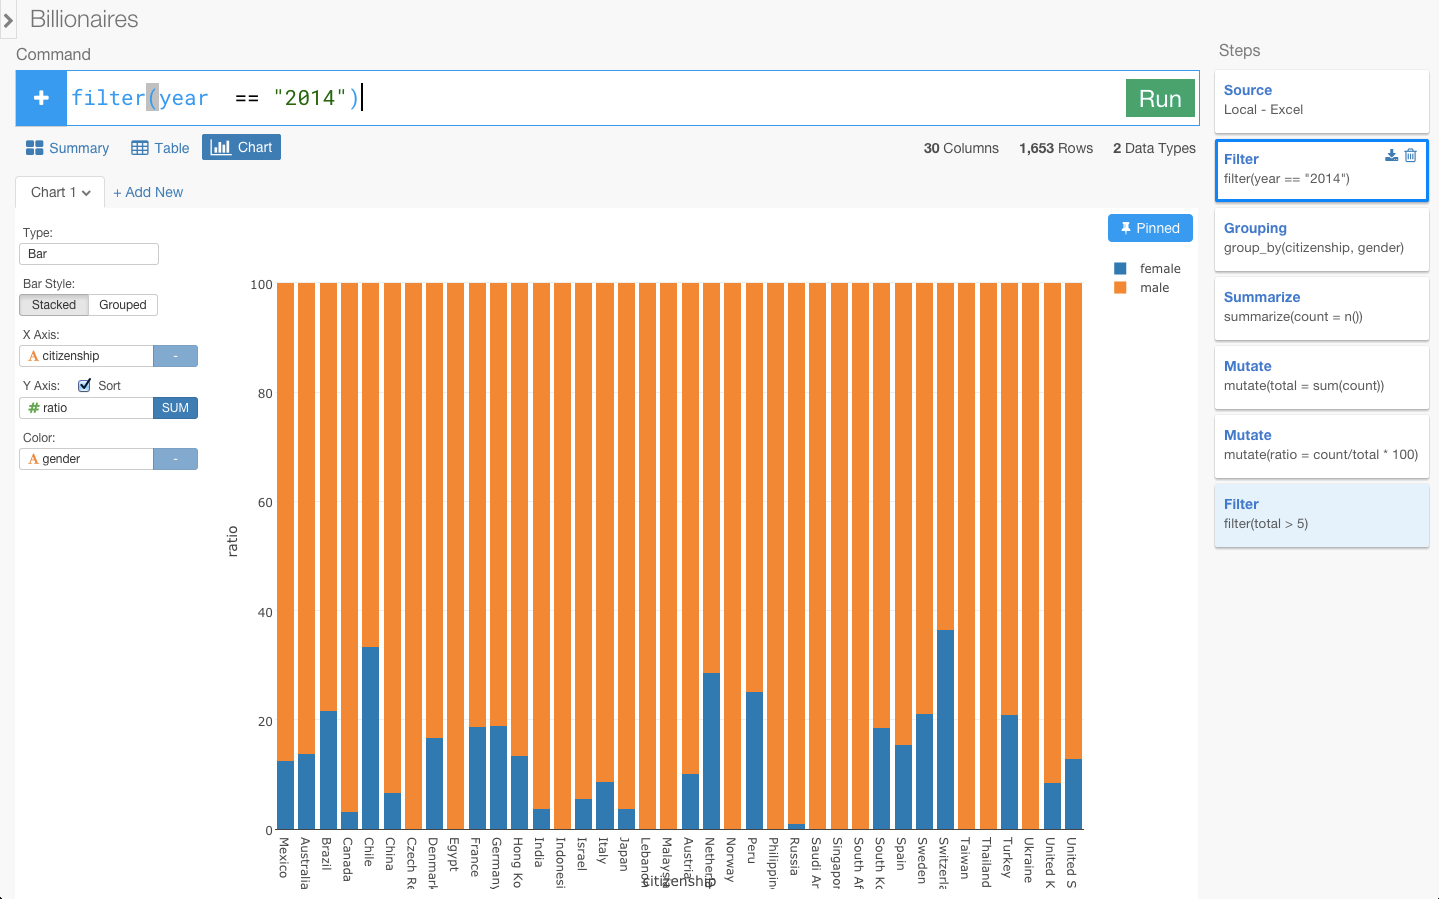 Billionaires
Command
filter(year == "2014")
Run
Summary
Table
Chart
30 Columns 1,653 Rows 2 Data Types
Chart 1
+ Add New
Pinned
Type:
Bar
Bar Style:
Stacked Grouped
X Axis:
A citizenship -
Y Axis: Sort
# ratio SUM
Color:
A gender -
female
male
100
80
60
40
20
0
ratio
Mexico
Australia
Brazil
Canada
Chile
China
Czech Re
Denmark
Egypt
France
Germany
Hong Ko
India
Indonesi
Israel
Italy
Japan
Lebano
Malays
Austria
Nethe
Norway
Peru
Philippin
Russia
Saudi Ar
Singapor
South Af
South Ko
Spain
Sweden
Switzerla
Taiwan
Thailand
Turkey
Ukraine
United K
United S
citizenship
Steps
Source
Local - Excel
Filter
filter(year == "2014")
Grouping
group_by(citizenship, gender)
Summarize
summarize(count = n())
Mutate
mutate(total = sum(count))
Mutate
mutate(ratio = count/total * 100)
Filter
filter(total > 5)